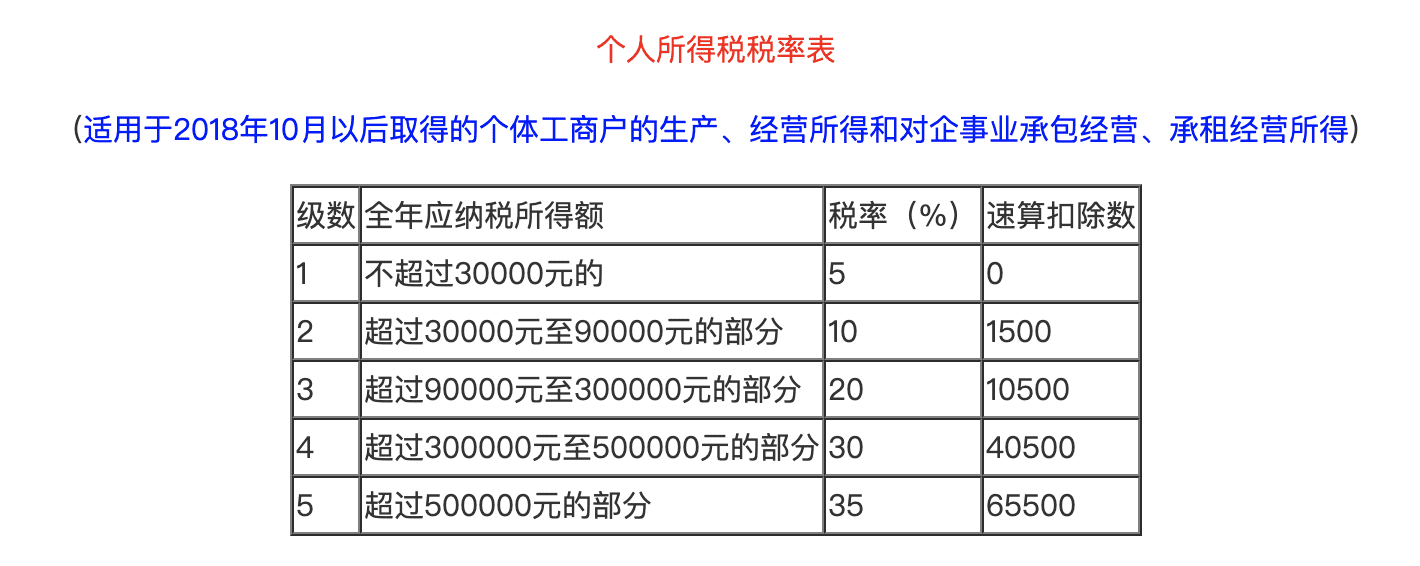 个人所得税税率表
(适用于2018年10月以后取得的个体工商户的生产、经营所得和对企事业承包经营、承租经营所得)
级数 全年应纳税所得额 税率（%） 速算扣除数
1 不超过30000元的 5 0
2 超过30000元至90000元的部分 10 1500
3 超过90000元至300000元的部分 20 10500
4 超过300000元至500000元的部分 30 40500
5 超过500000元的部分 35 65500